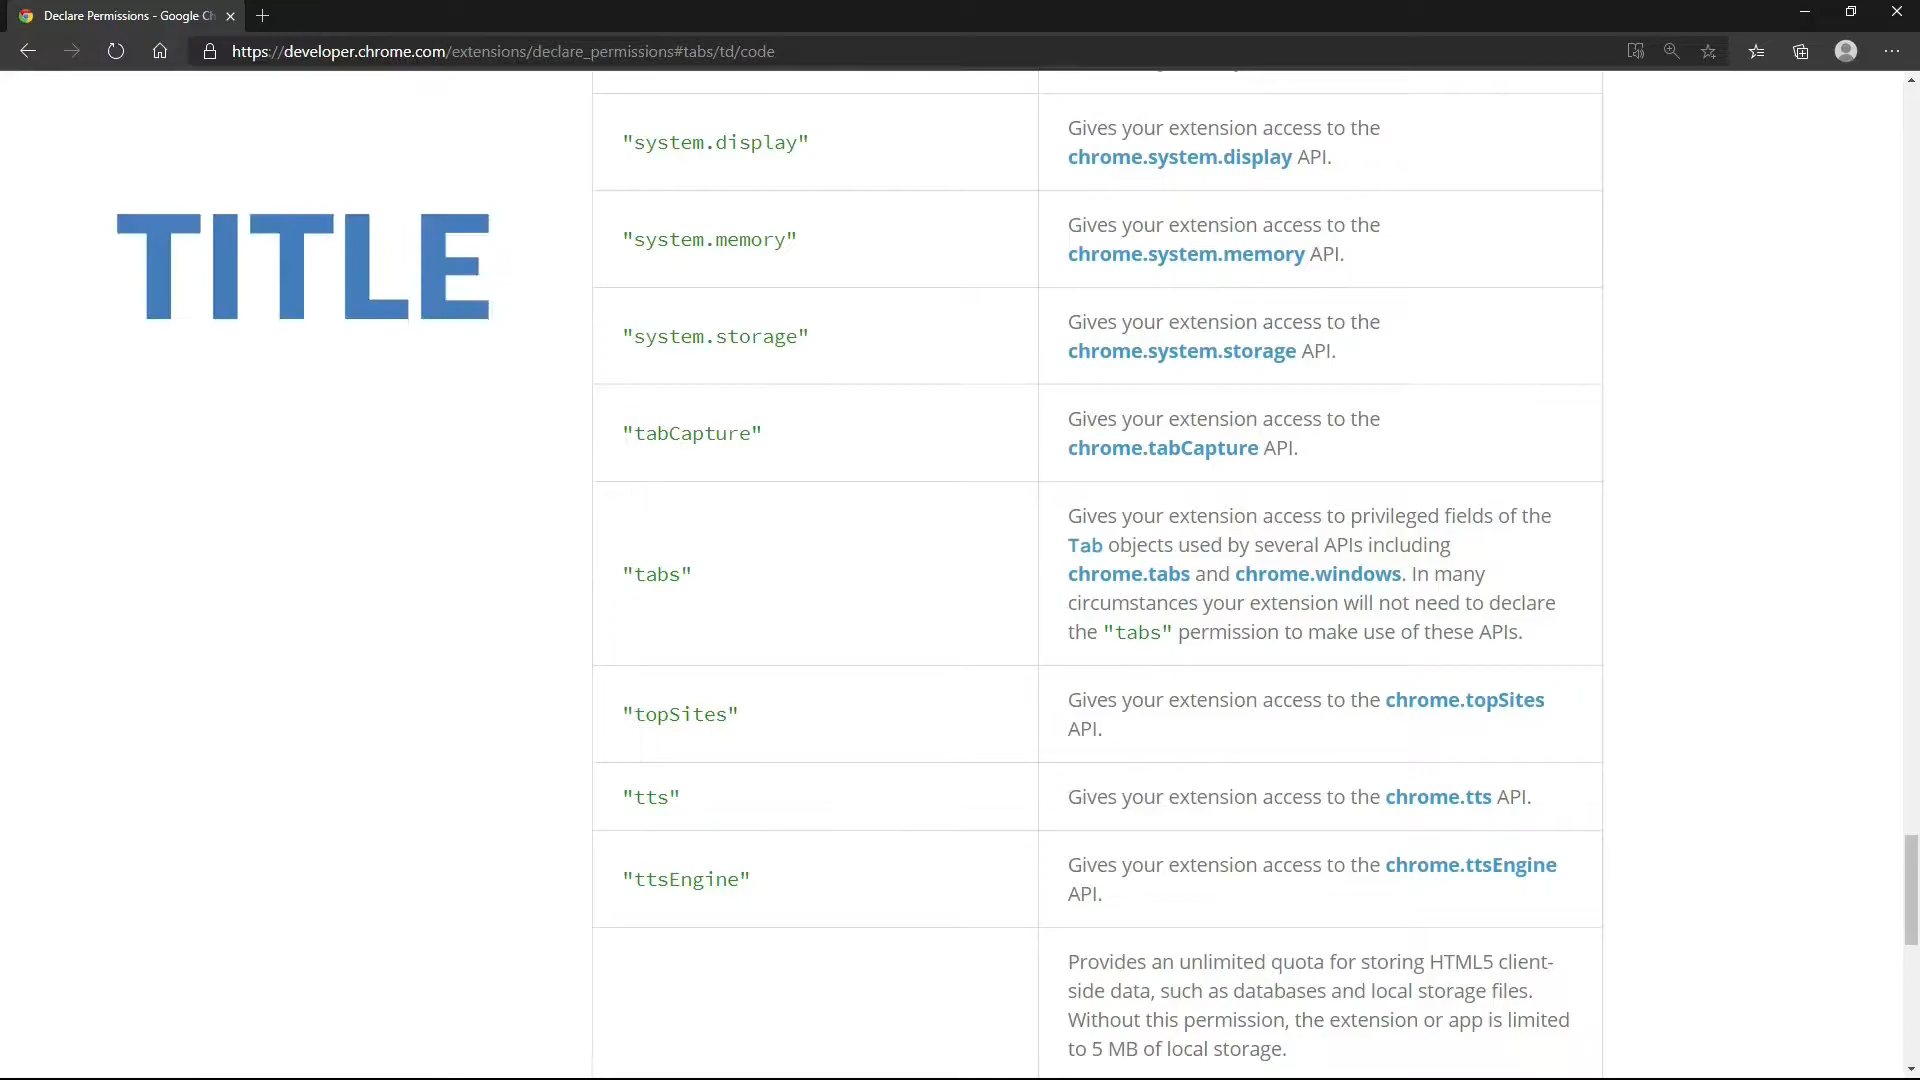 Declare Permissions - Google Ch
https://developer.chrome.com/extensions/declare_permissions#tabs/td/code
TITLE
"system.display"
Gives your extension access to the
chrome.system.display API.
"system.memory"
Gives your extension access to the
chrome.system.memory API.
"system.storage"
Gives your extension access to the
chrome.system.storage API.
"tabCapture"
Gives your extension access to the
chrome.tabCapture API.
"tabs"
Gives your extension access to privileged fields of the
Tab objects used by several APIs including
chrome.tabs and chrome.windows. In many
circumstances your extension will not need to declare
the "tabs" permission to make use of these APIs.
"topSites"
Gives your extension access to the chrome.topSites
API.
"tts"
Gives your extension access to the chrome.tts API.
"ttsEngine"
Gives your extension access to the chrome.ttsEngine
API.
Provides an unlimited quota for storing HTML5 client-
side data, such as databases and local storage files.
Without this permission, the extension or app is limited
to 5 MB of local storage.